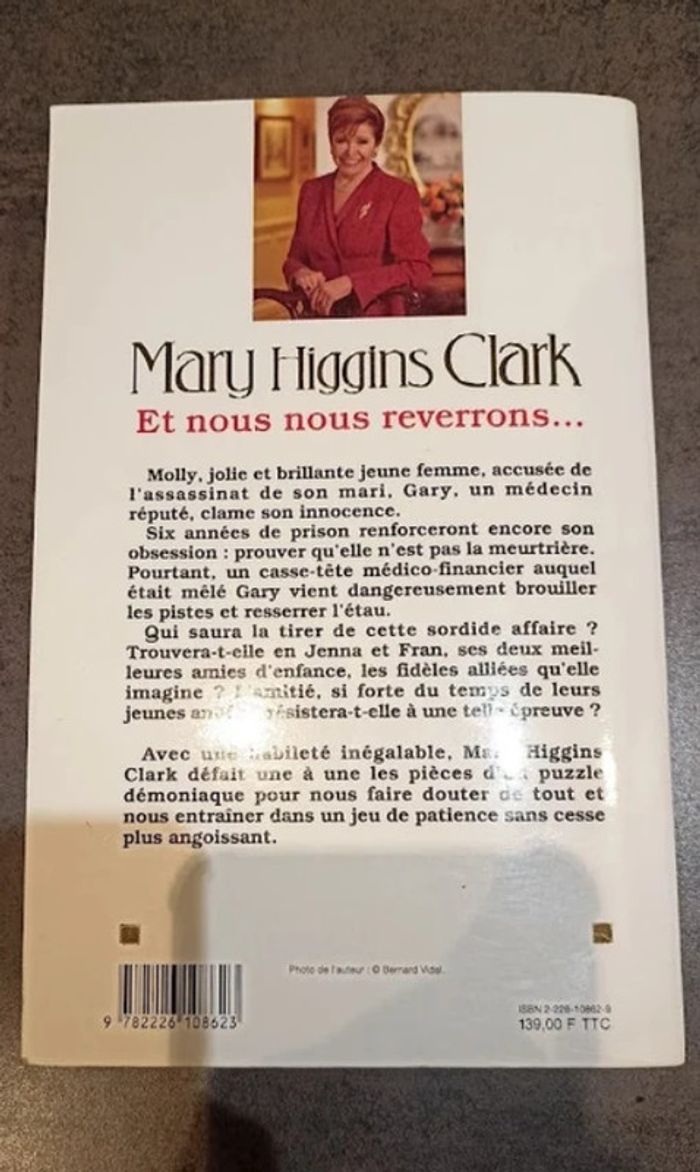 Mary Higgins Clark
Et nous nous reverrons...
Molly, jolie et brillante jeune femme, accusée de
l'assassinat de son mari, Gary, un médecin
réputé, clame son innocence.
Six années de prison renforceront encore son
obsession : prouver qu'elle n'est pas la meurtrière.
Pourtant, un casse-tête médico-financier auquel
était mêlé Gary vient dangereusement brouiller
les pistes et resserrer l'étau.
Qui saura la tirer de cette sordide affaire ?
Trouvera-t-elle en Jenna et Fran, ses deux meil-
leures amies d'enfance, les fidèles alliées qu'elle
imagine ? L'amitié, si forte du temps de leurs
jeunes résistera-t-elle à une telle épreuve ?
Avec une habileté inégalable, Mary Higgins
Clark défait une à une les pièces d'un puzzle
démoniaque pour nous faire douter de tout et
nous entraîner dans un jeu de patience sans cesse
plus angoissant.
Photo de l'auteur : © Bernard Vidal.
9 782226 108623
ISBN 2-226-10862-9
139,00 F TTC